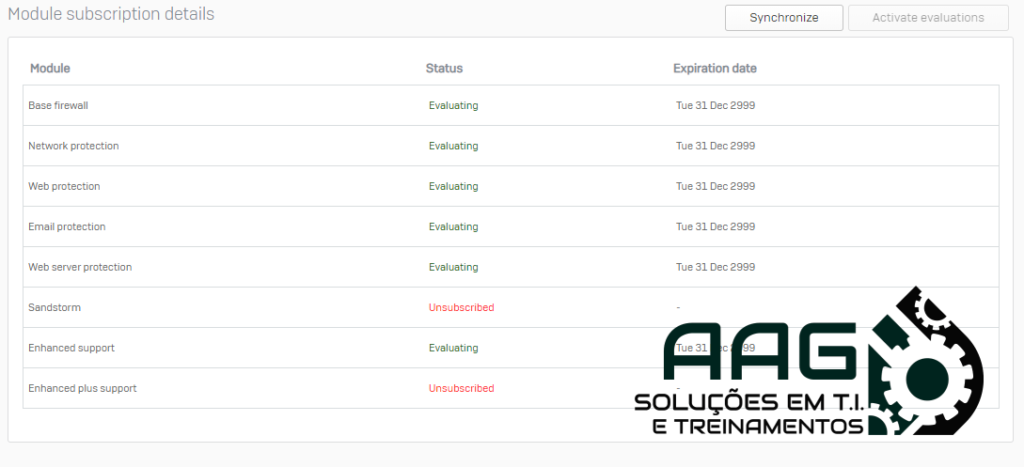 Module subscription details
Synchronize Activate evaluations
Module Status Expiration date
Base firewall Evaluating Tue 31 Dec 2999
Network protection Evaluating Tue 31 Dec 2999
Web protection Evaluating Tue 31 Dec 2999
Email protection Evaluating Tue 31 Dec 2999
Web server protection Evaluating Tue 31 Dec 2999
Sandstorm Unsubscribed -
Enhanced support Evaluating Tue 31 Dec 2999
Enhanced plus support Unsubscribed -
AAG
SOLUÇÕES EM T.I.
E TREINAMENTOS